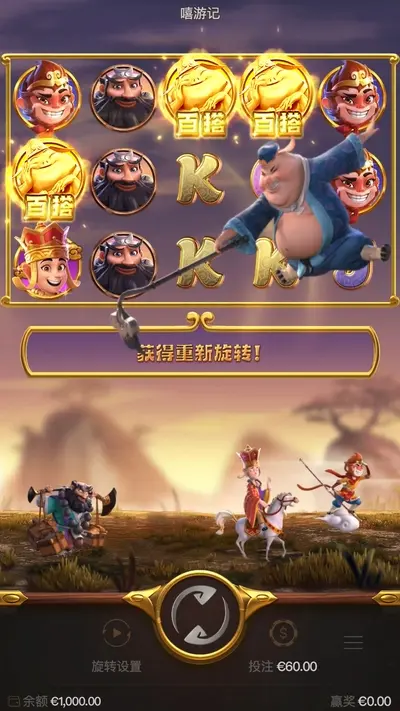 嘻游记
百搭
百搭
百搭
K
K
K
获得重新旋转!
旋转设置
投注 €60.00
余额 €1,000.00
赢奖 €0.00